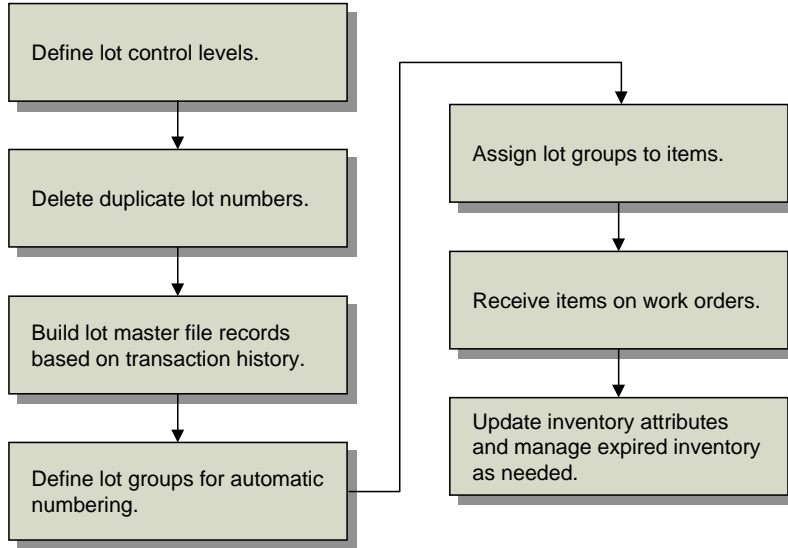 Define lot control levels.
Delete duplicate lot numbers.
Build lot master file records
based on transaction history.
Define lot groups for automatic
numbering.
Assign lot groups to items.
Receive items on work orders.
Update inventory attributes
and manage expired inventory
as needed.